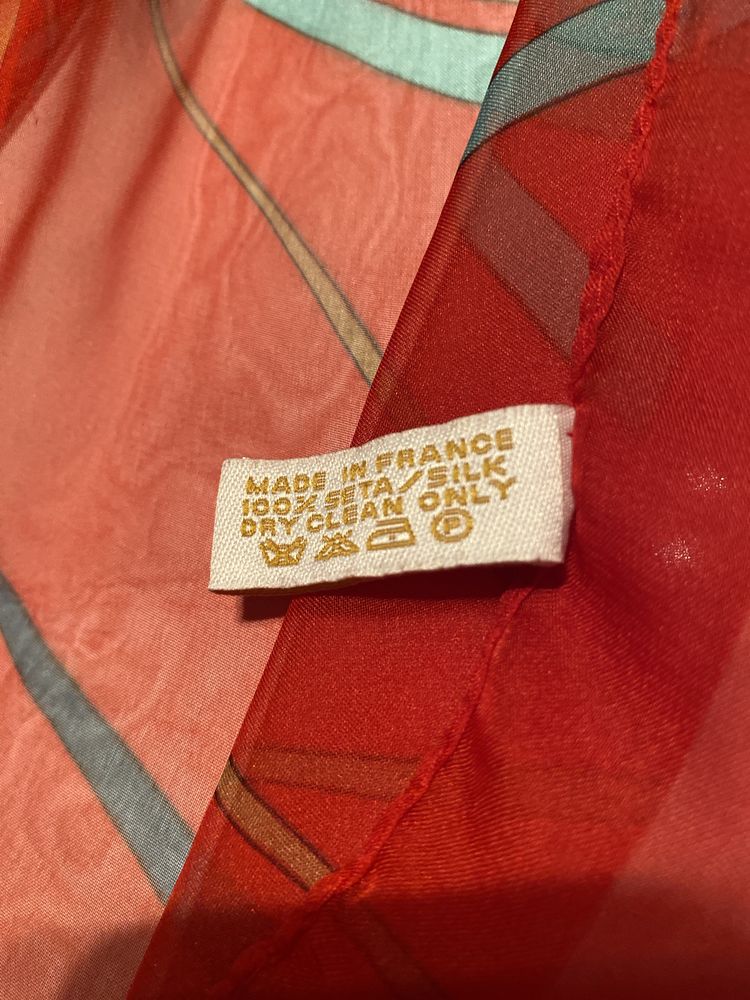 MADE IN FRANCE
100% SETA/SILK
DRY CLEAN ONLY
P